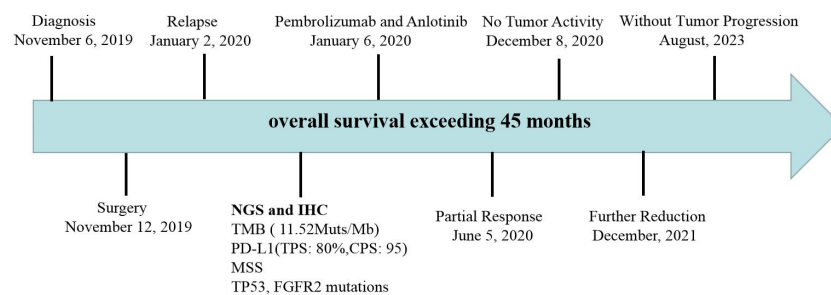 Diagnosis
November 6, 2019
Relapse
January 2, 2020
Pembrolizumab and Anlotinib
January 6, 2020
No Tumor Activity
December 8, 2020
Without Tumor Progression
August, 2023
overall survival exceeding 45 months
Surgery
November 12, 2019
NGS and IHC
TMB ( 11.52Muts/Mb)
PD-L1(TPS: 80%,CPS: 95)
MSS
TP53, FGFR2 mutations
Partial Response
June 5, 2020
Further Reduction
December, 2021